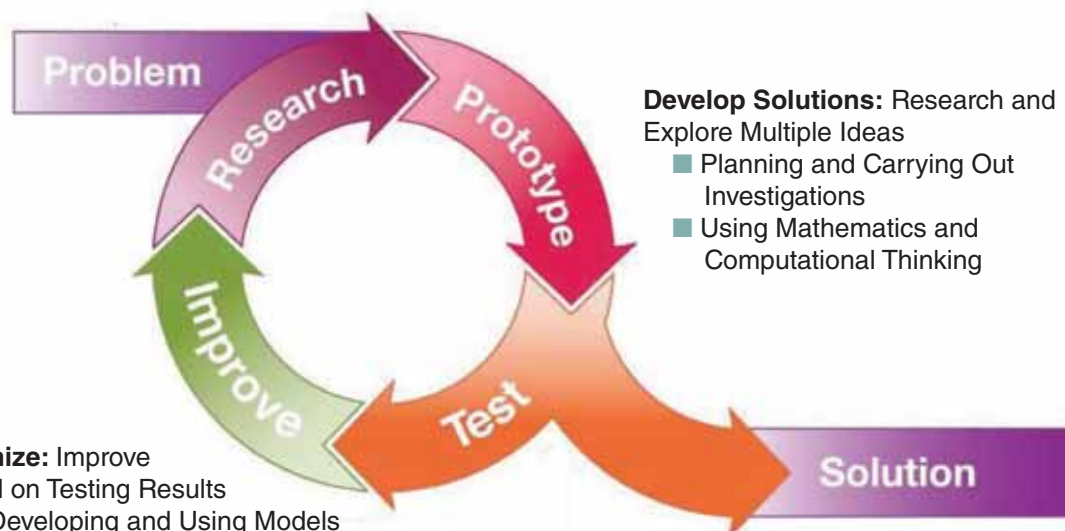 Problem
Research
Prototype
Develop Solutions: Research and
Explore Multiple Ideas
Planning and Carrying Out
Investigations
Using Mathematics and
Computational Thinking
Improve
Test
Solution
nize: Improve
on Testing Results
Developing and Using Models